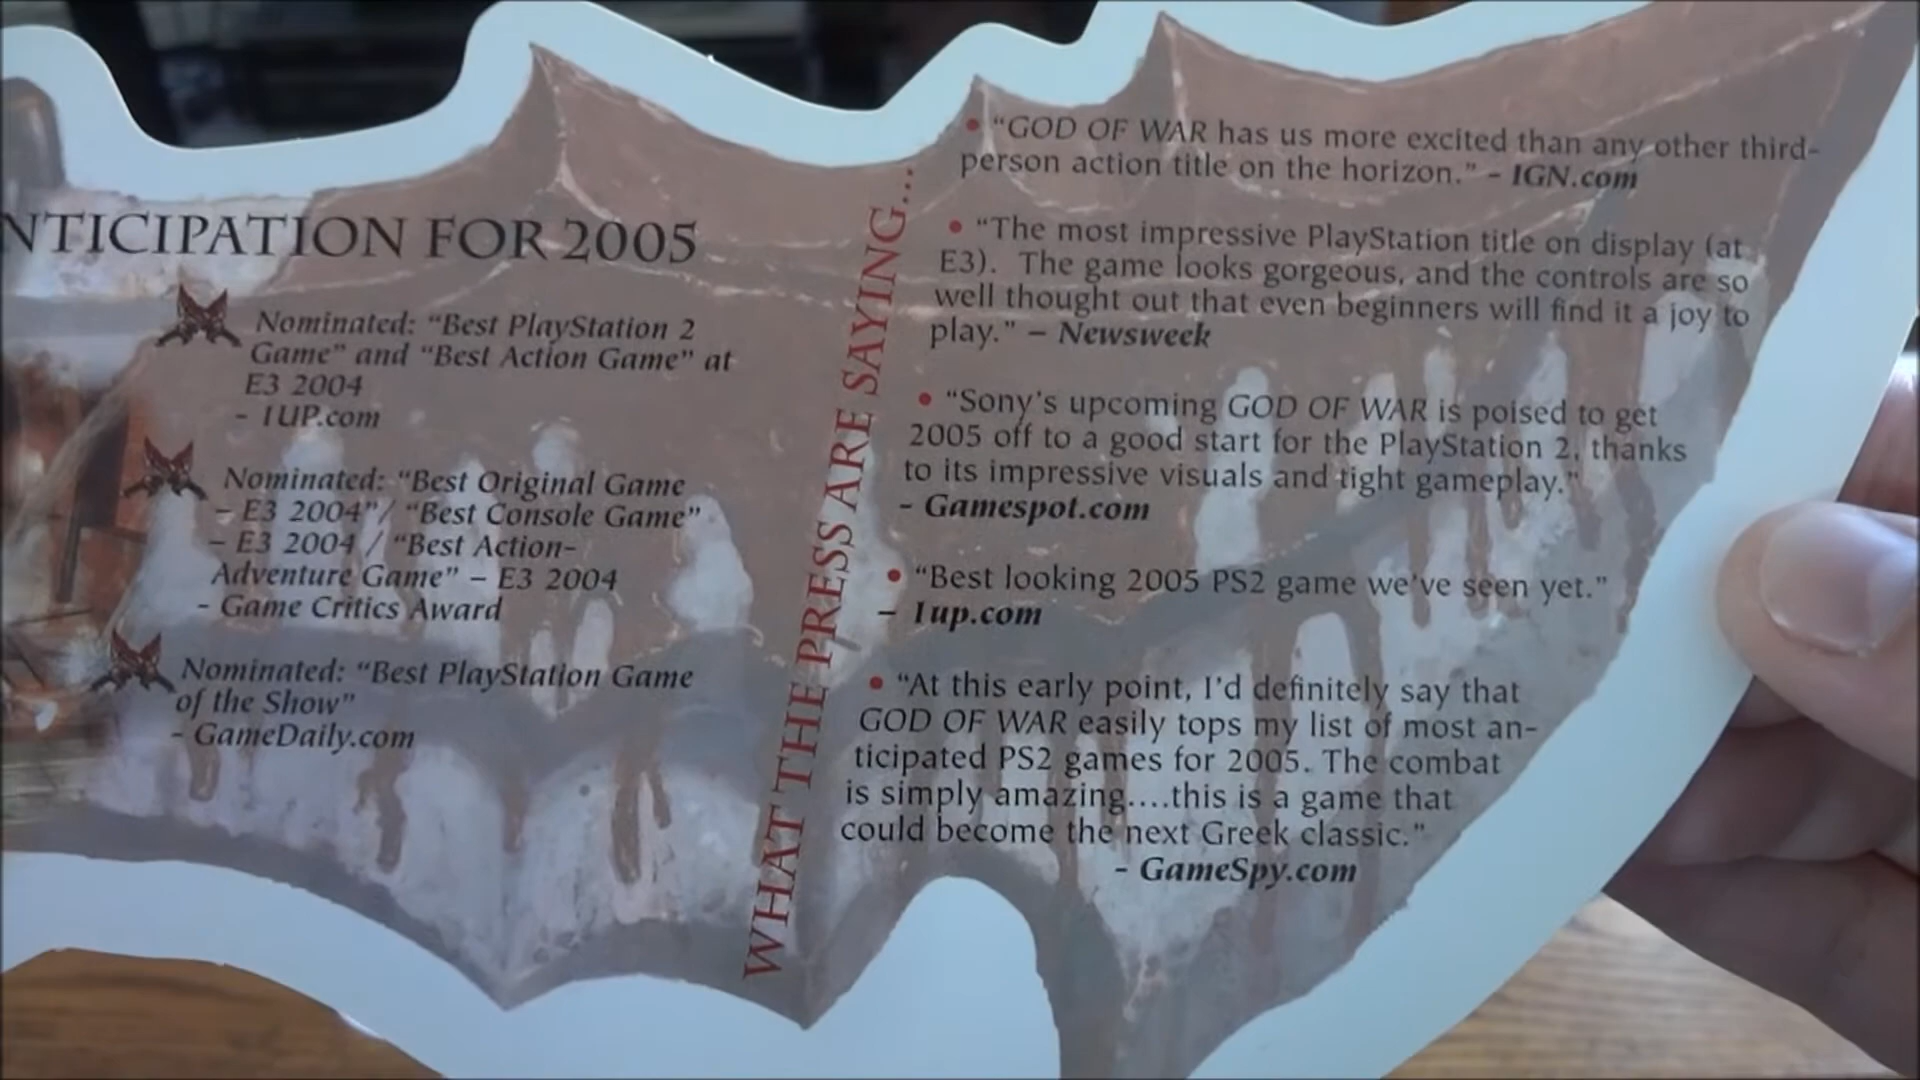 NTICIPATION FOR 2005
Nominated: “Best PlayStation 2
Game” and “Best Action Game” at
E3 2004
- 1UP.com
Nominated: “Best Original Game
– E3 2004”/ “Best Console Game”
– E3 2004 / “Best Action-
Adventure Game” – E3 2004
- Game Critics Award
Nominated: “Best PlayStation Game
of the Show”
- GameDaily.com
WHAT THE PRESS ARE SAYING...
• “GOD OF WAR has us more excited than any other third-
person action title on the horizon.” – IGN.com
• “The most impressive PlayStation title on display (at
E3). The game looks gorgeous, and the controls are so
well thought out that even beginners will find it a joy to
play.” – Newsweek
• “Sony’s upcoming GOD OF WAR is poised to get
2005 off to a good start for the PlayStation 2, thanks
to its impressive visuals and tight gameplay.”
- Gamespot.com
• “Best looking 2005 PS2 game we’ve seen yet.”
– 1up.com
• “At this early point, I’d definitely say that
GOD OF WAR easily tops my list of most an-
ticipated PS2 games for 2005. The combat
is simply amazing....this is a game that
could become the next Greek classic.”
- GameSpy.com